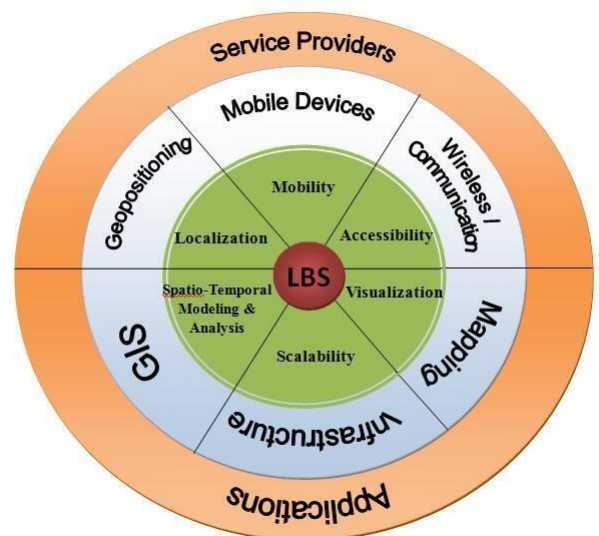 Service Providers
Mobile Devices
Geopositioning
Wireless /
Communication
Mobility
Localization
Accessibility
LBS
Spatio-Temporal
Modeling &
Analysis
Visualization
Scalability
GIS
Mapping
Infrastructure
Applications